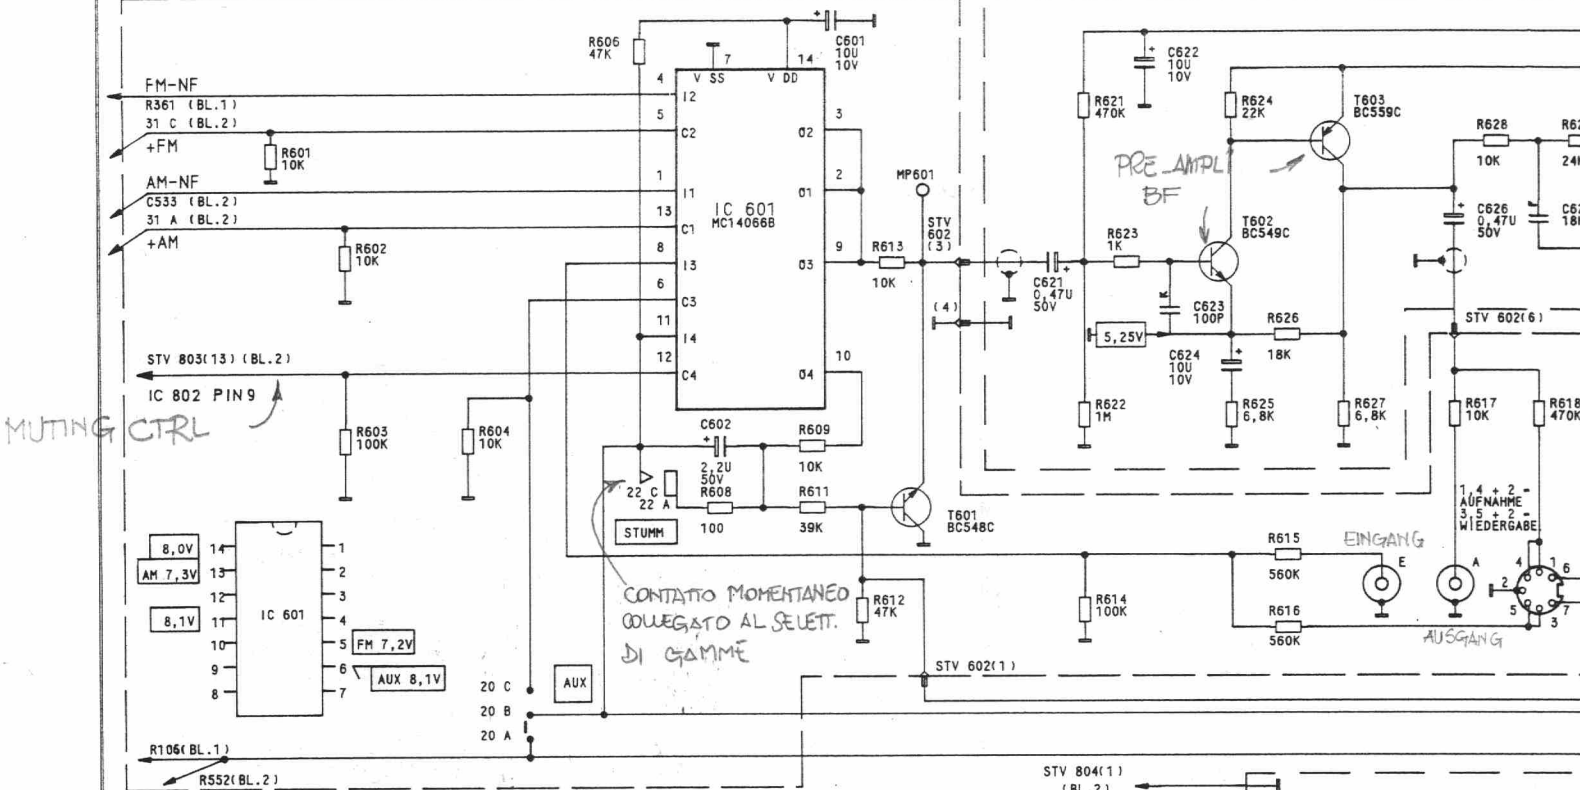 R606
47K
+
C601
10U
10V
7
14
V SS
V DD
FM-NF
4
I2
R361 (BL.1)
31 C (BL.2)
5
C2
+FM
R601
10K
3
O2
AM-NF
1
I1
C533 (BL.2)
31 A (BL.2)
13
C1
+AM
2
O1
IC 601
MC14066B
R602
10K
8
I3
9
O3
6
C3
11
I4
12
C4
10
O4
STV 803(13) (BL.2)
IC 802 PIN9
MUTING CTRL
R603
100K
R604
10K
MP601
STV
602
(3)
R613
10K
(4)
C602
+
2,2U
50V
R609
10K
22 C
22 A
R608
100
R611
39K
STUMM
T601
BC548C
R612
47K
CONTATTO MOMENTANEO
COLLEGATO AL SELETT.
DI GAMME
C622
+
10U
10V
R621
470K
R624
22K
T603
BC559C
PRE-AMPLI
BF
T602
BC549C
R623
1K
C621
+
0,47U
50V
K
C623
100P
5,25V
R626
18K
C624
+
10U
10V
R622
1M
R625
6,8K
R627
6,8K
R628
10K
24K
C626
+
0,47U
50V
STV 602(6)
R617
10K
R618
470K
1,4 + 2 =
AUFNAHME
3,5 + 2 =
WIEDERGABE
R615
560K
EINGANG
E
A
R616
560K
AUSGANG
R614
100K
4
1
6
2
5
3
7
8,0V
14
1
AM 7,3V
13
2
12
3
8,1V
11
4
IC 601
10
5
FM 7,2V
9
6
AUX 8,1V
8
7
20 C
AUX
20 B
20 A
STV 602(1)
R106(BL.1)
R552(BL.2)
STV 804(1)
(BL.2)